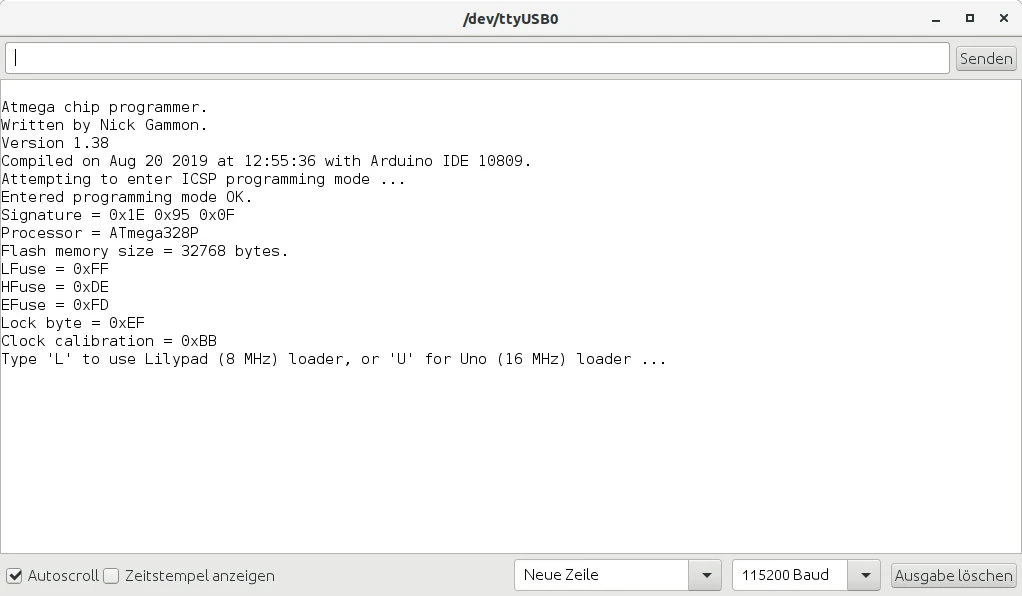 /dev/ttyUSB0
Senden
Atmega chip programmer.
Written by Nick Gammon.
Version 1.38
Compiled on Aug 20 2019 at 12:55:36 with Arduino IDE 10809.
Attempting to enter ICSP programming mode ...
Entered programming mode OK.
Signature = 0x1E 0x95 0x0F
Processor = ATmega328P
Flash memory size = 32768 bytes.
LFuse = 0xFF
HFuse = 0xDE
EFuse = 0xFD
Lock byte = 0xEF
Clock calibration = 0xBB
Type 'L' to use Lilypad (8 MHz) loader, or 'U' for Uno (16 MHz) loader ...
Autoscroll Zeitstempel anzeigen Neue Zeile 115200 Baud Ausgabe löschen